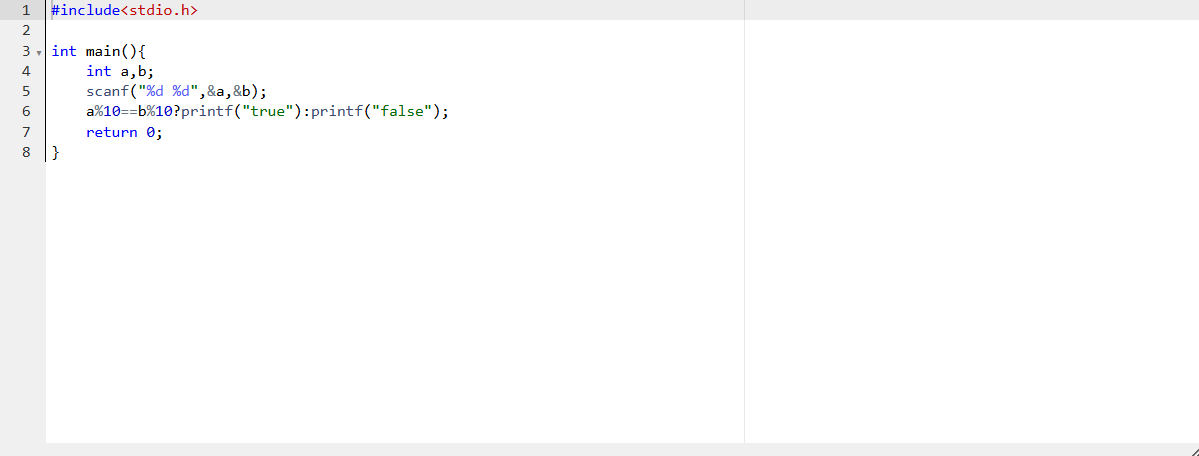 1 #include<stdio.h>
2
3 int main(){
4     int a,b;
5     scanf("%d %d",&a,&b);
6     a%10==b%10?printf("true"):printf("false");
7     return 0;
8 }